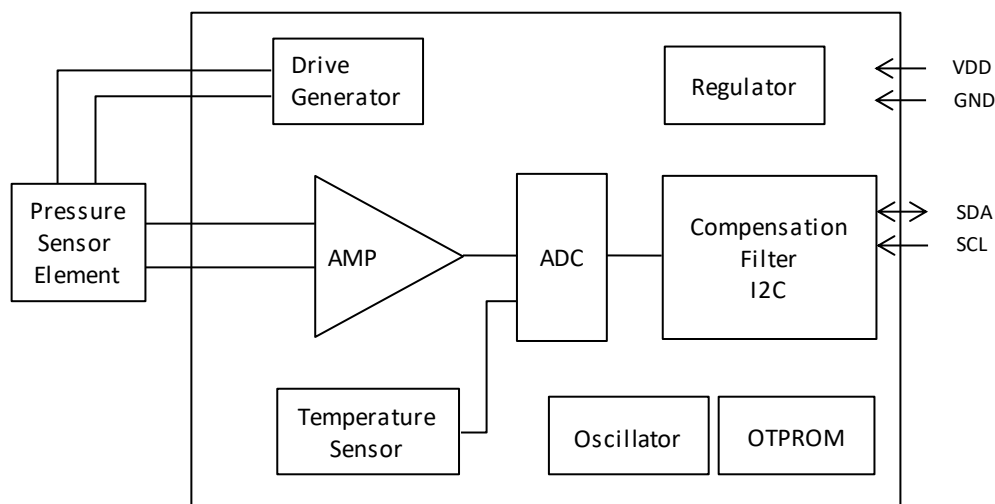 Drive
Generator
Regulator
VDD
GND
Pressure
Sensor
Element
AMP
ADC
Compensation
Filter
I2C
SDA
SCL
Temperature
Sensor
Oscillator
OTPROM